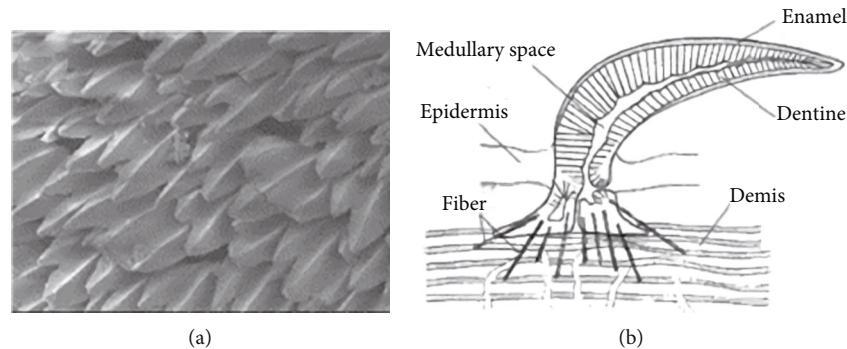 Enamel
Medullary space
Epidermis
Dentine
Fiber
Demis
(a)
(b)